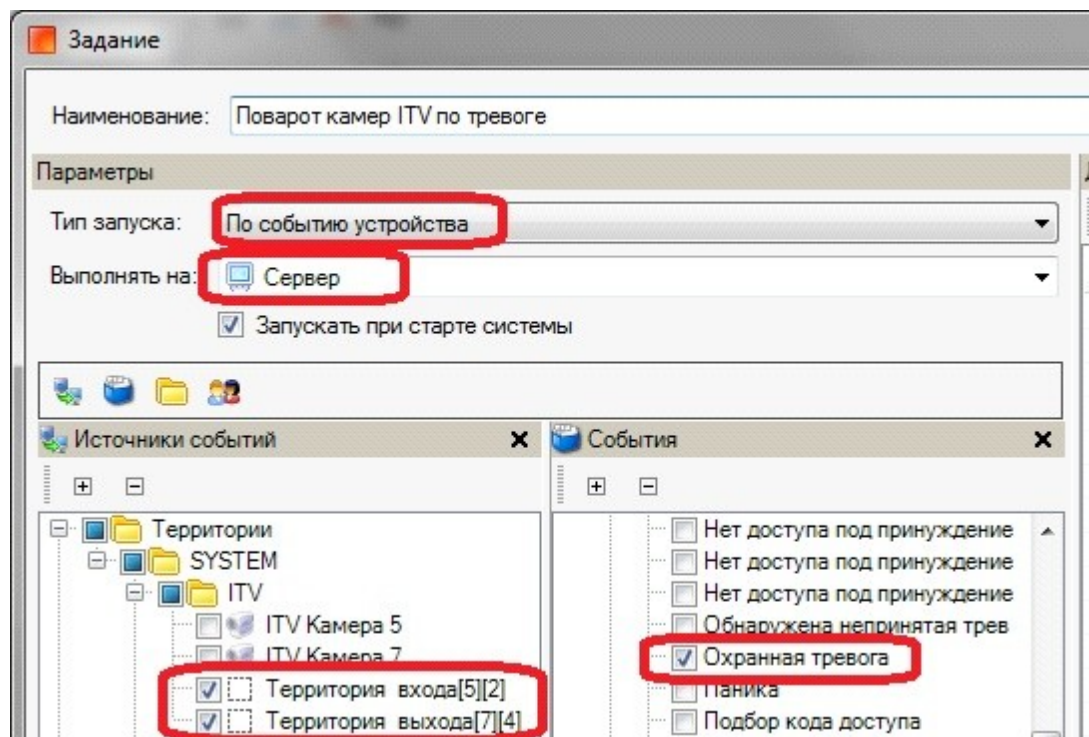 Задание
Наименование: Поварот камер ITV по тревоге
Параметры
Тип запуска: По событию устройства
Выполнять на: Сервер
Запускать при старте системы
Источники событий
События
Территории
SYSTEM
ITV
ITV Камера 5
ITV Камера 7
Территория входа[5][2]
Территория выхода[7][4]
Нет доступа под принуждение
Нет доступа под принуждение
Нет доступа под принуждение
Обнаружена непринятая трев
Охранная тревога
Паника
Подбор кода доступа